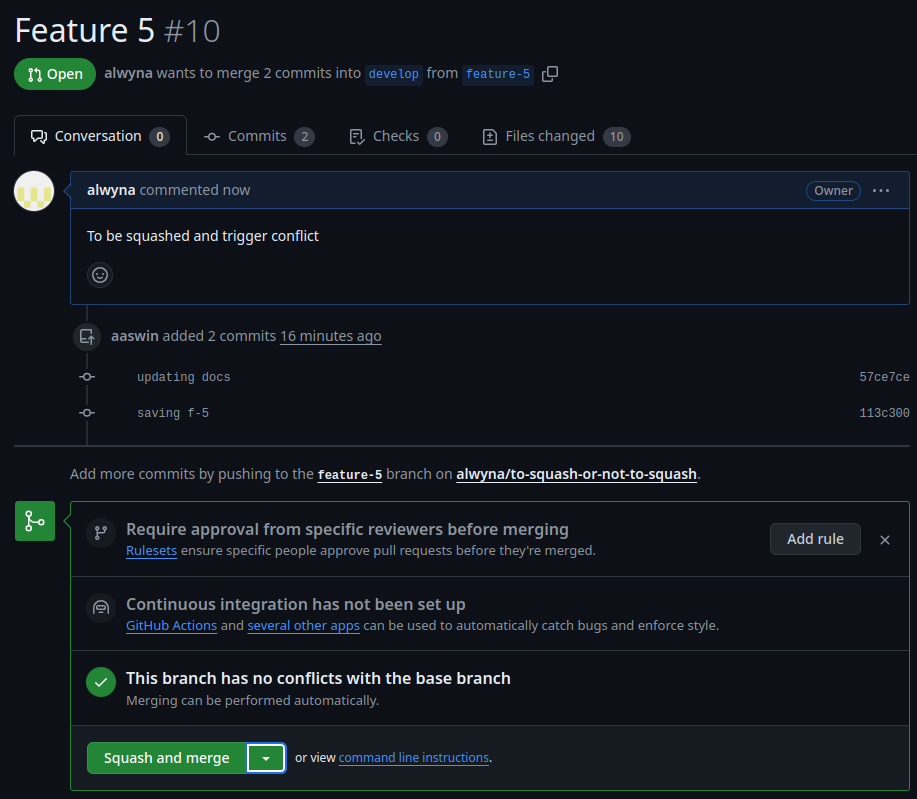 Feature 5 #10
Open alwyna wants to merge 2 commits into develop from feature-5
Conversation 0 Commits 2 Checks 0 Files changed 10
alwyna commented now Owner
To be squashed and trigger conflict
aaswin added 2 commits 16 minutes ago
updating docs 57ce7ce
saving f-5 113c300
Add more commits by pushing to the feature-5 branch on alwyna/to-squash-or-not-to-squash.
Require approval from specific reviewers before merging
Rulesets ensure specific people approve pull requests before they're merged.
Add rule
Continuous integration has not been set up
GitHub Actions and several other apps can be used to automatically catch bugs and enforce style.
This branch has no conflicts with the base branch
Merging can be performed automatically.
Squash and merge or view command line instructions.